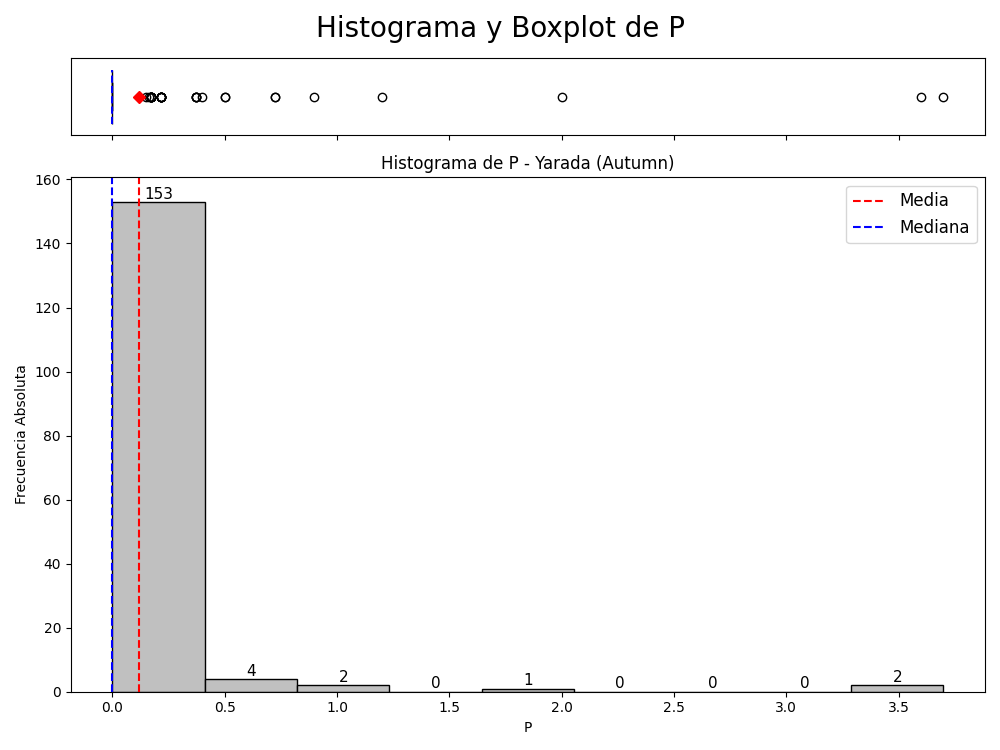 Histograma y Boxplot de P
Histograma de P - Yarada (Autumn)
160
140
120
100
80
60
40
20
0
Frecuencia Absoluta
153
4
2
0
1
0
0
0
2
Media
Mediana
0.0 0.5 1.0 1.5 2.0 2.5 3.0 3.5
P